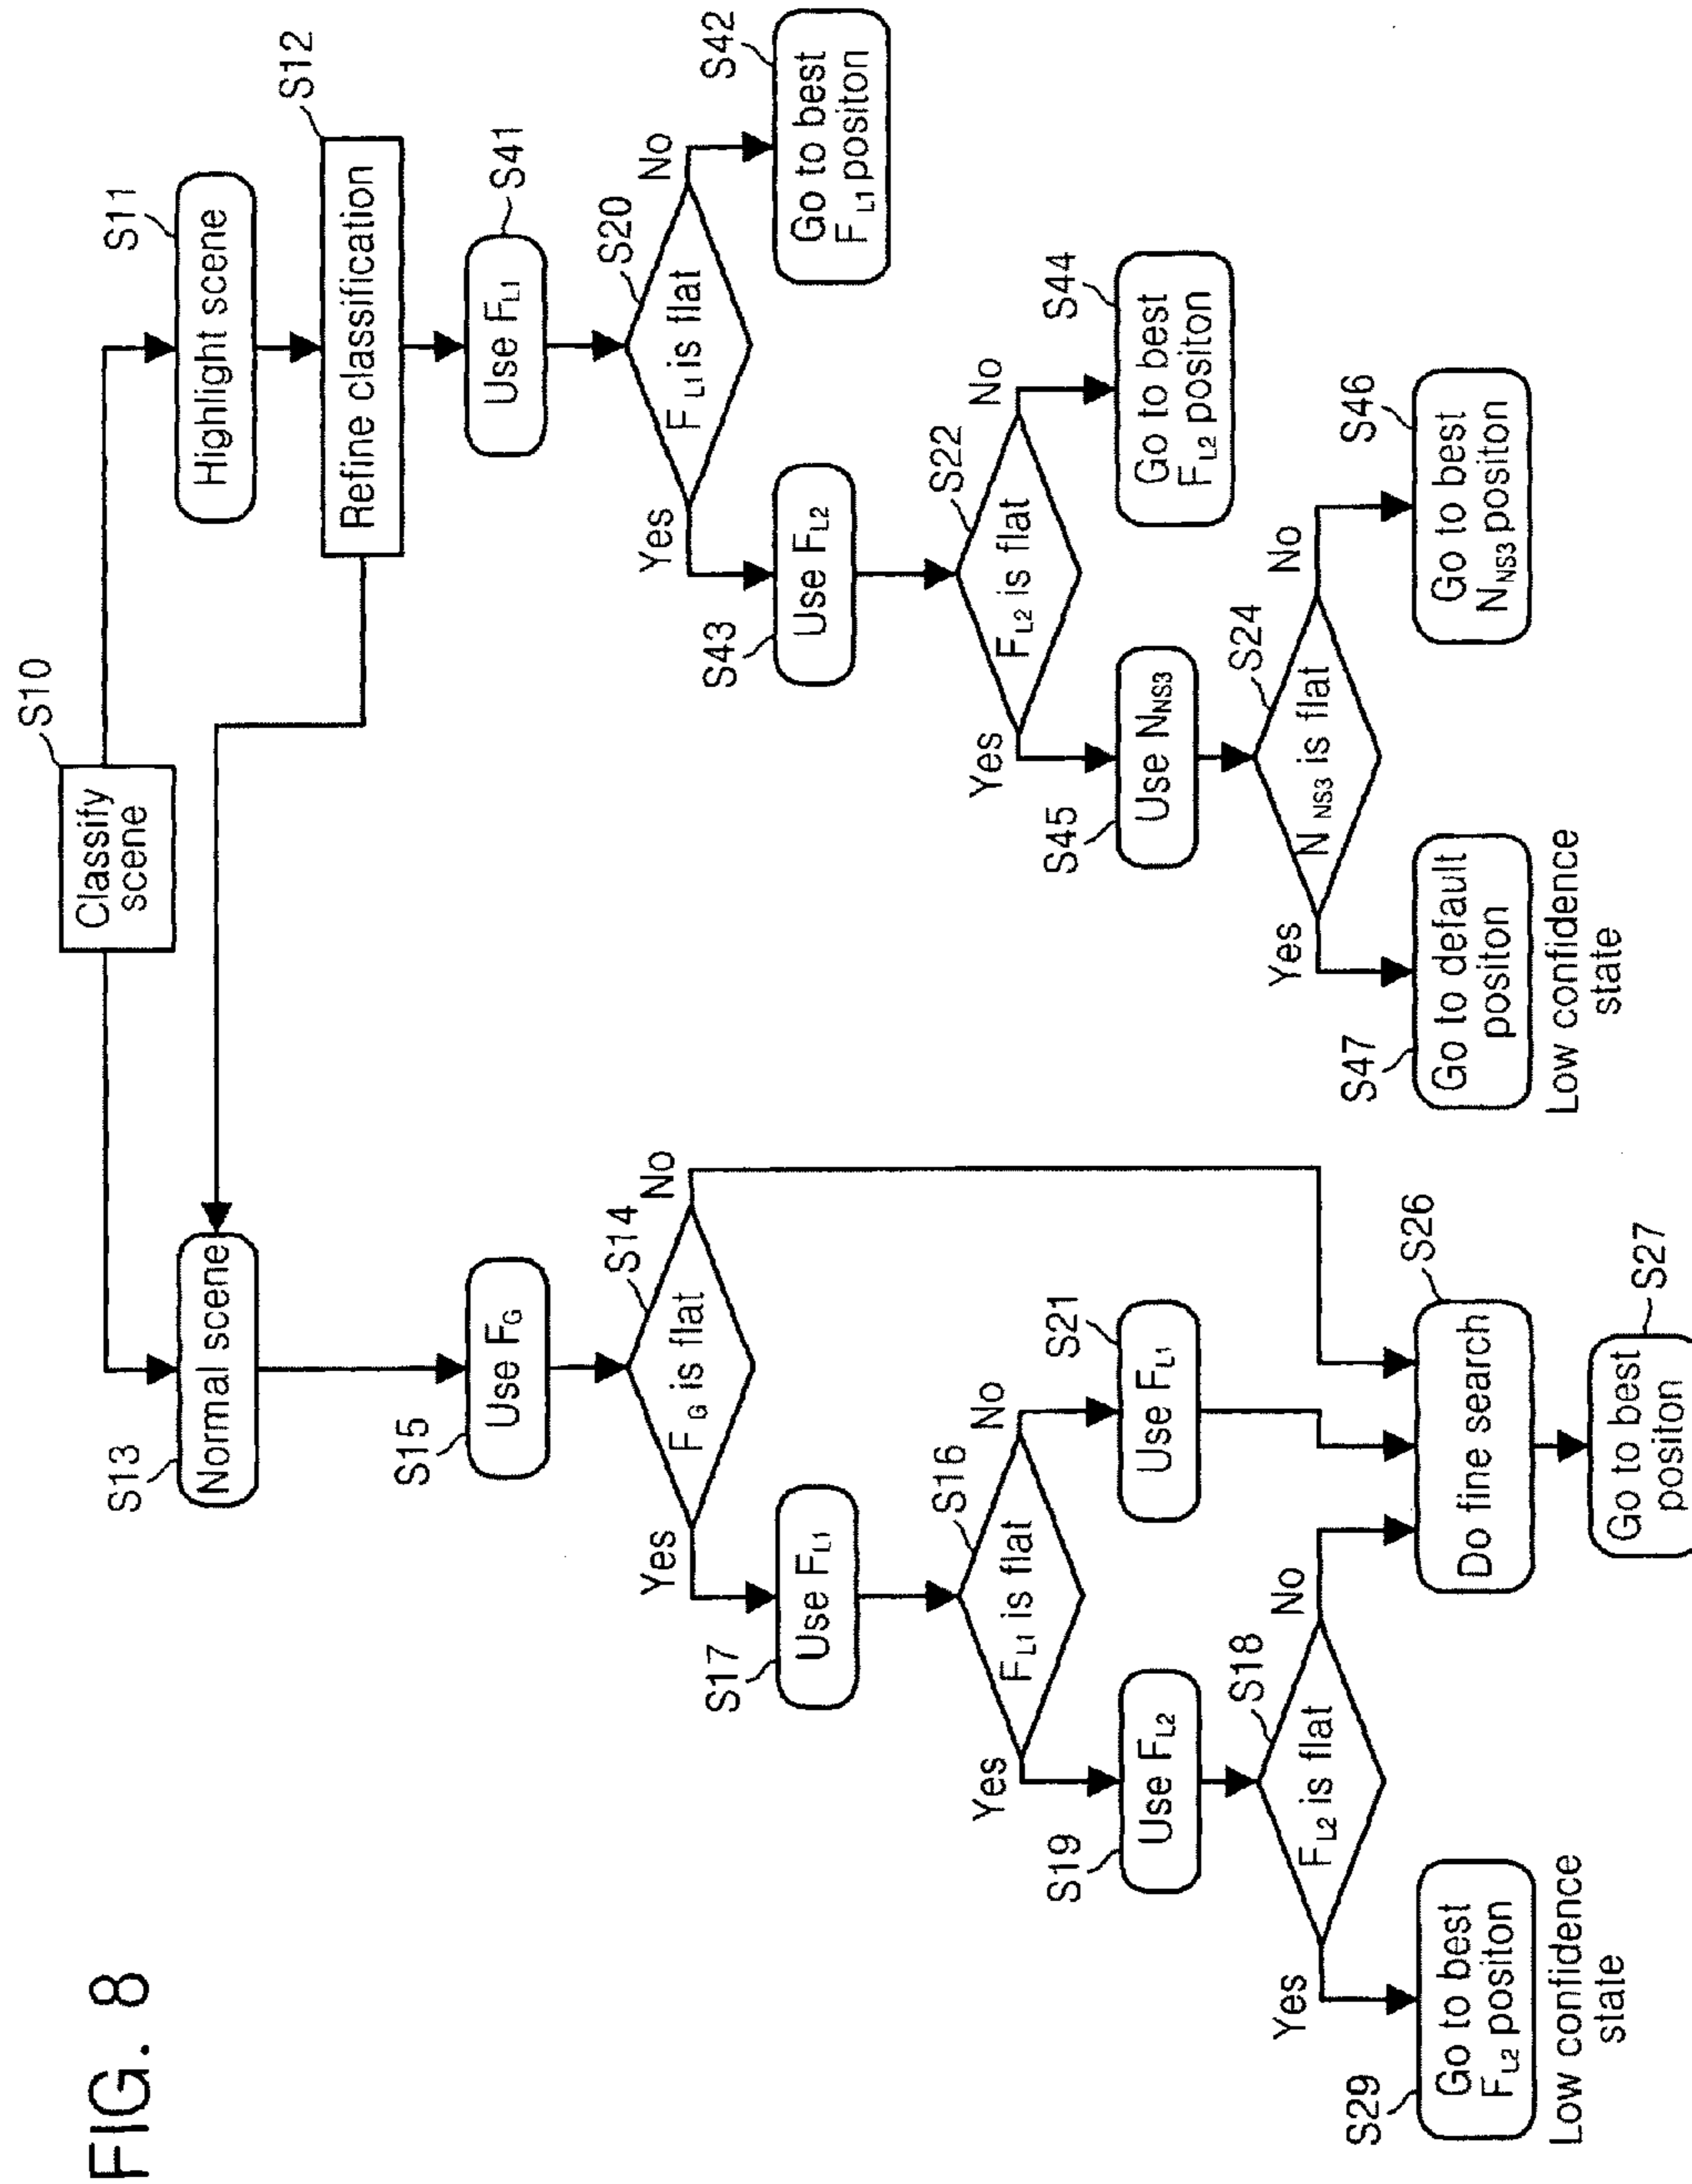 FIG. 8
S10
Classify
scene
S13
Normal scene
S11
Highlight scene
S12
Refine classification
S15
Use FG
S41
Use FL1
S14
FG is flat
Yes
No
S20
FL1 is flat
Yes
No
S17
Use FL1
S43
Use FL2
S42
Go to best
FL1 positon
S16
FL1 is flat
Yes
No
S22
FL2 is flat
Yes
No
S19
Use FL2
S21
Use FL1
S45
Use NNS3
S44
Go to best
FL2 positon
S18
FL2 is flat
Yes
No
S24
NNS3 is flat
Yes
No
S29
Go to best
FL2 positon
Low confidence
state
S26
Do fine search
S47
Go to default
positon
Low confidence
state
S46
Go to best
NNS3 positon
S27
Go to best
positon